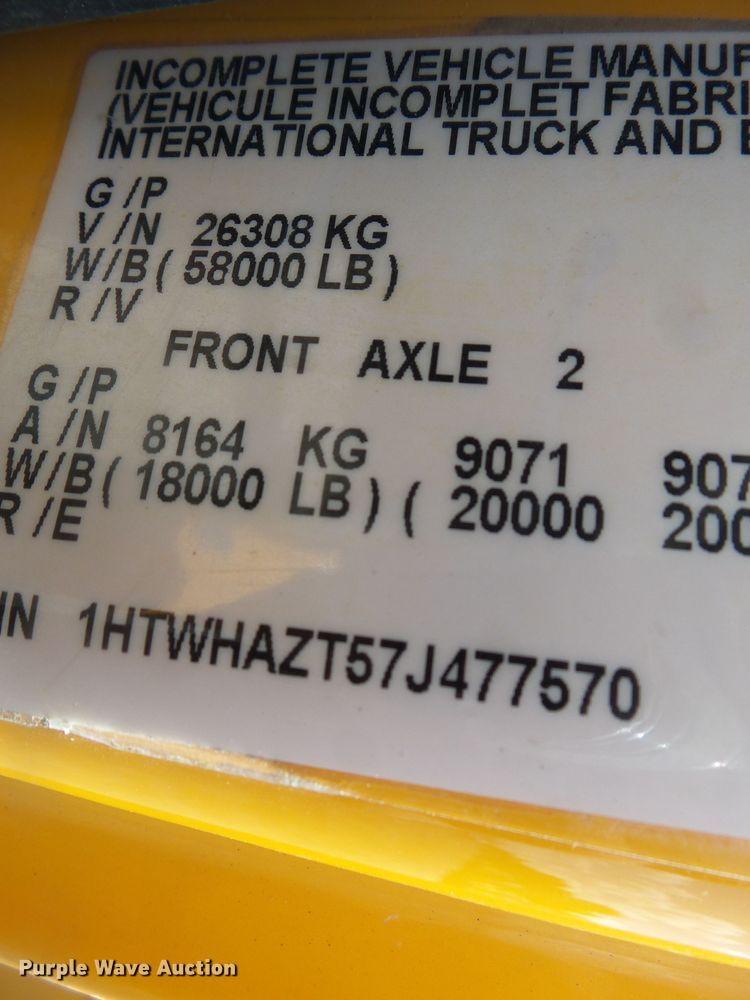 INCOMPLETE VEHICLE MANUF
(VÉHICULE INCOMPLET FABRI
INTERNATIONAL TRUCK AND
G /P
V /N 26308 KG
W/B ( 58000 LB )
R /V
FRONT AXLE 2
G /P
A /N 8164 KG 9071 907
W/B ( 18000 LB ) ( 20000 200
R /E
IN 1HTWHAZT57J477570
Purple Wave Auction